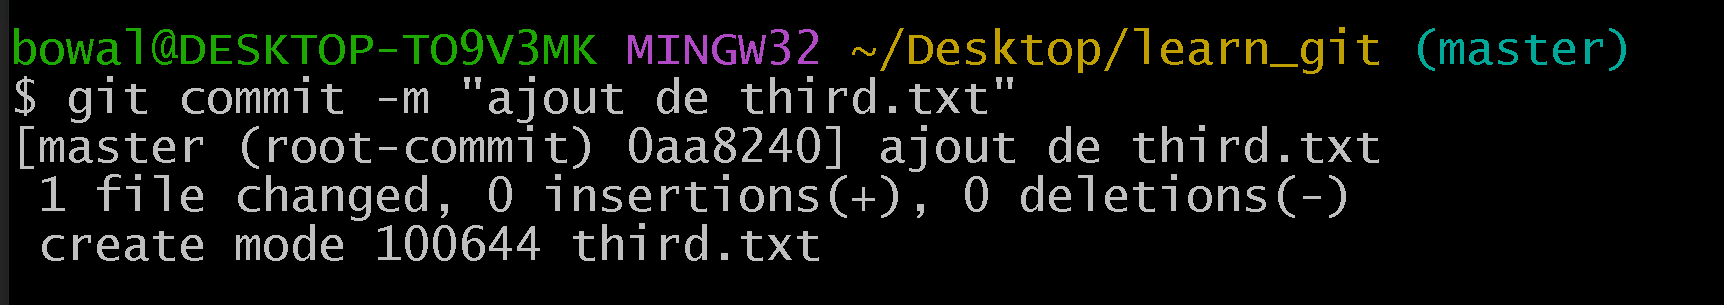 bowal@DESKTOP-TO9V3MK MINGW32 ~/Desktop/learn_git (master)
$ git commit -m "ajout de third.txt"
[master (root-commit) 0aa8240] ajout de third.txt
 1 file changed, 0 insertions(+), 0 deletions(-)
 create mode 100644 third.txt